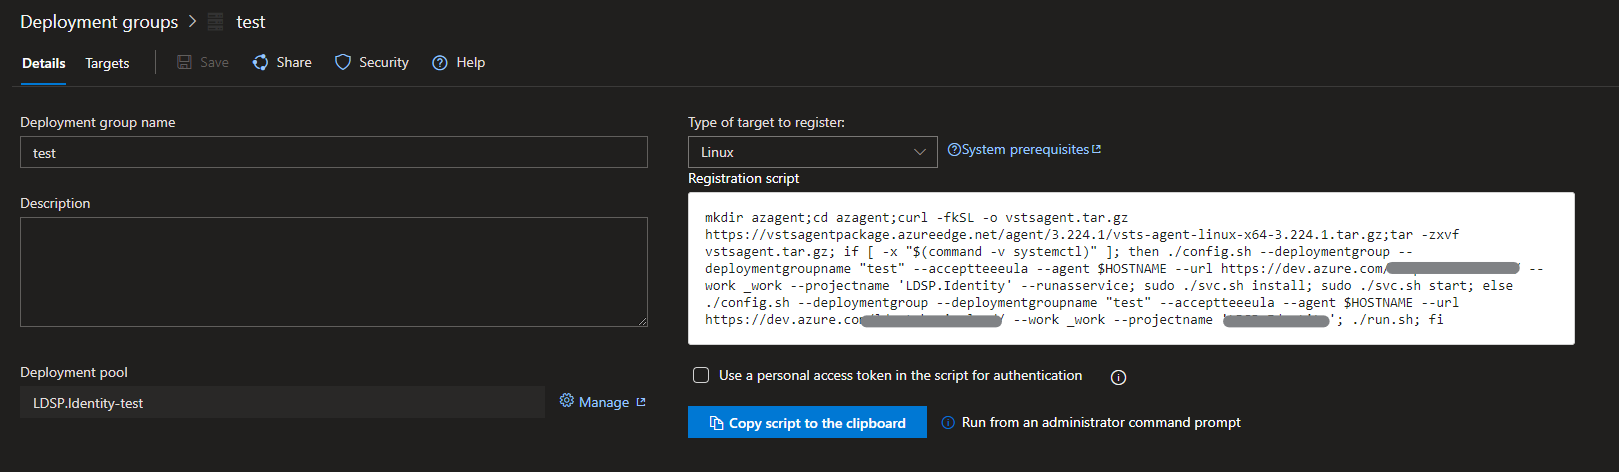 Deployment groups > test
Details Targets Save Share Security Help
Deployment group name
test
Description
Deployment pool
LDSP.Identity-test
Manage
Type of target to register:
Linux
System prerequisites
Registration script
mkdir azagent;cd azagent;curl -fkSL -o vstsagent.tar.gz
https://vstsagentpackage.azureedge.net/agent/3.224.1/vsts-agent-linux-x64-3.224.1.tar.gz;tar -zxvf
vstsagent.tar.gz; if [ -x "$(command -v systemctl)" ]; then ./config.sh --deploymentgroup --
deploymentgroupname "test" --acceptteeeula --agent $HOSTNAME --url https://dev.azure.com/ --
work _work --projectname 'LDSP.Identity' --runasservice; sudo ./svc.sh install; sudo ./svc.sh start; else
./config.sh --deploymentgroup --deploymentgroupname "test" --acceptteeeula --agent $HOSTNAME --url
https://dev.azure.com/ --work _work --projectname '; ./run.sh; fi
Use a personal access token in the script for authentication
Copy script to the clipboard
Run from an administrator command prompt